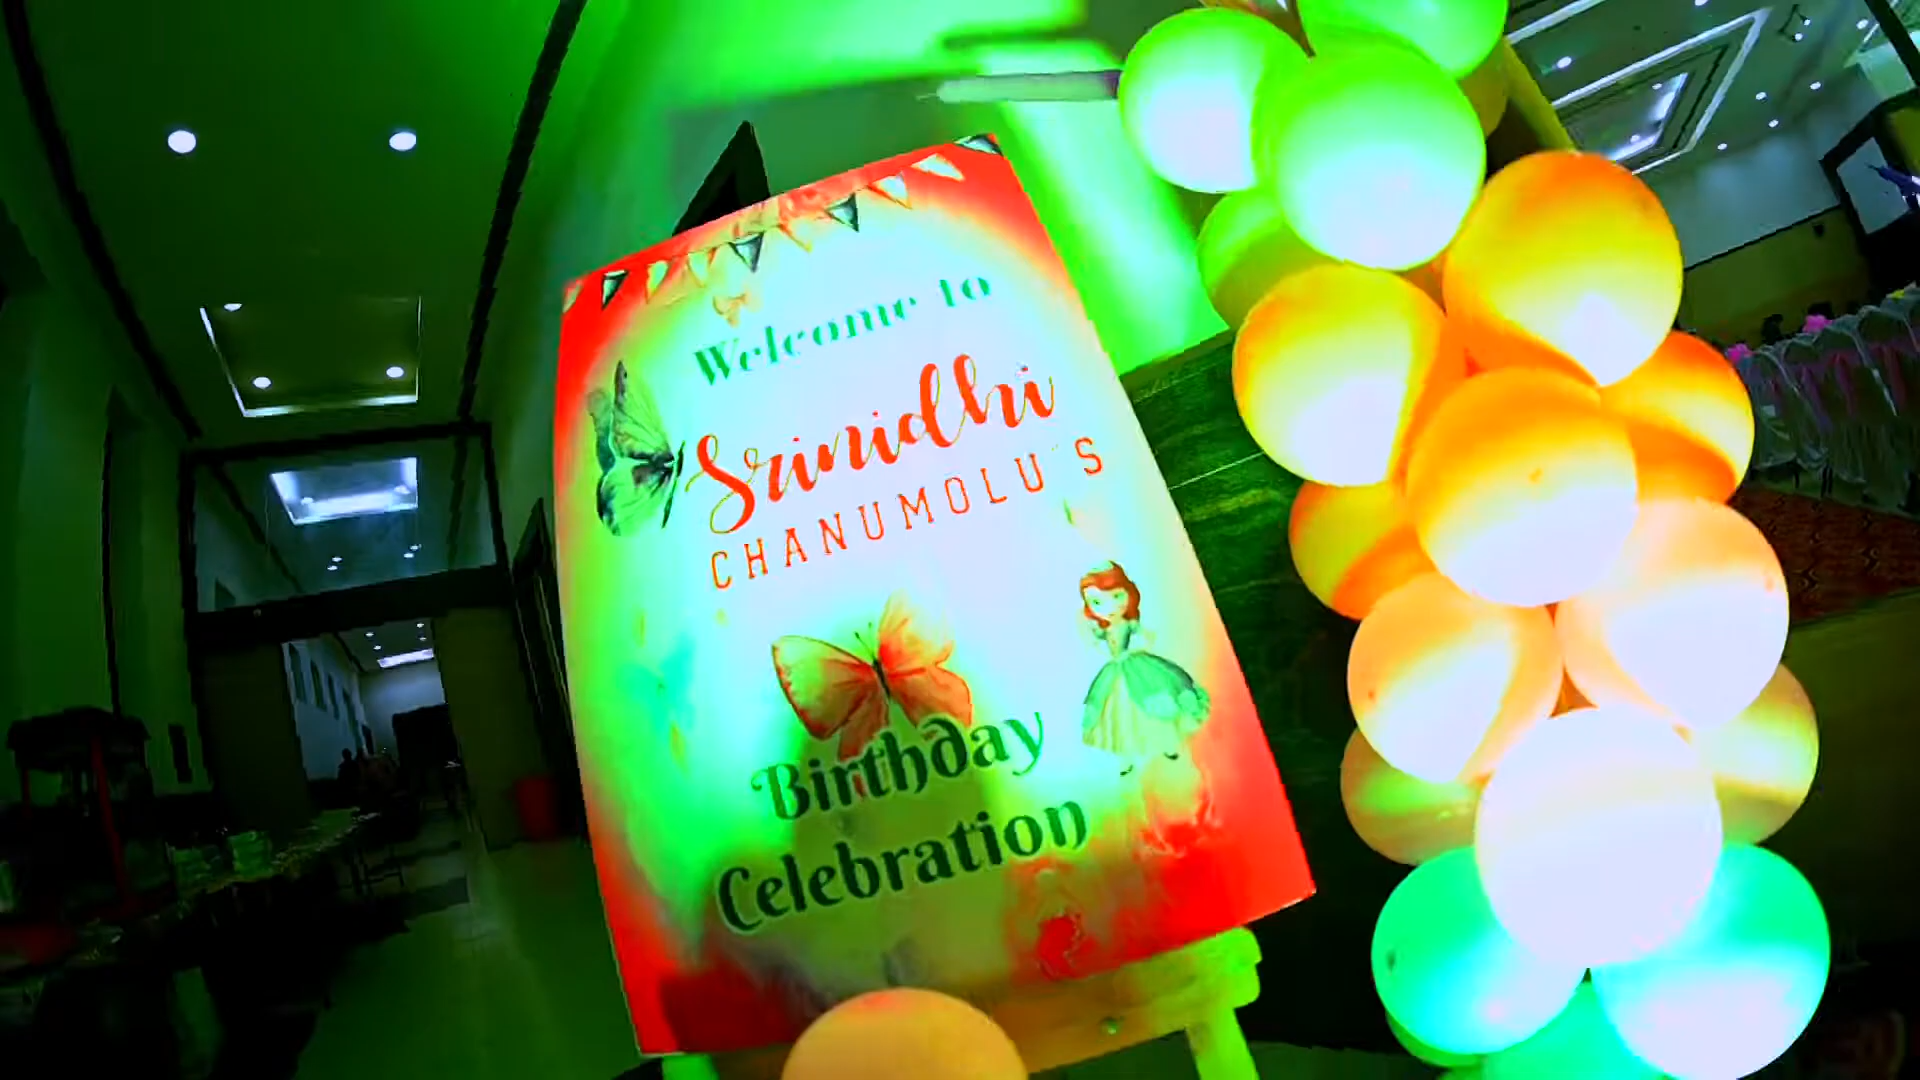 Welcome to
Srinidhi
CHANUMOLU'S
Birthday
Celebration